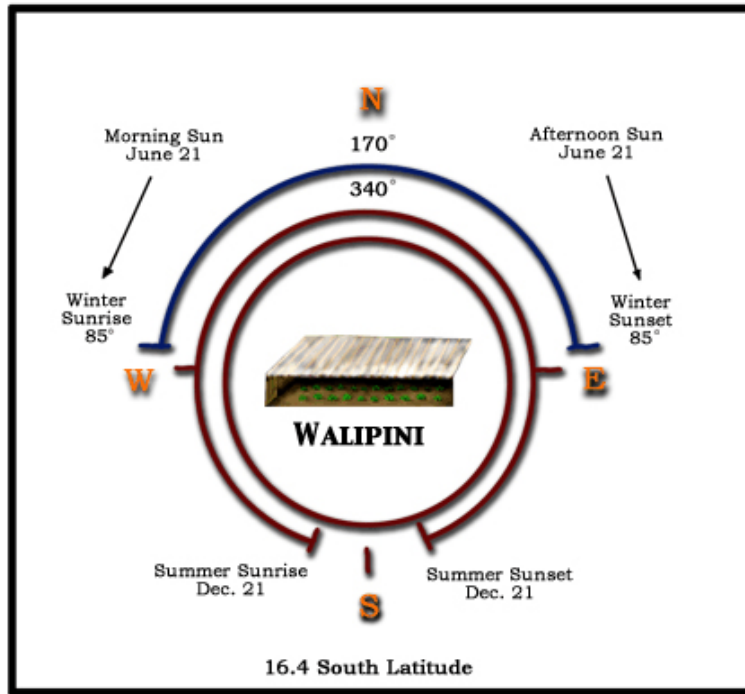 N
Morning Sun
June 21
170°
Afternoon Sun
June 21
340°
Winter
Sunrise
85°
Winter
Sunset
85°
W
E
WALIPINI
Summer Sunrise
Dec. 21
Summer Sunset
Dec. 21
S
16.4 South Latitude